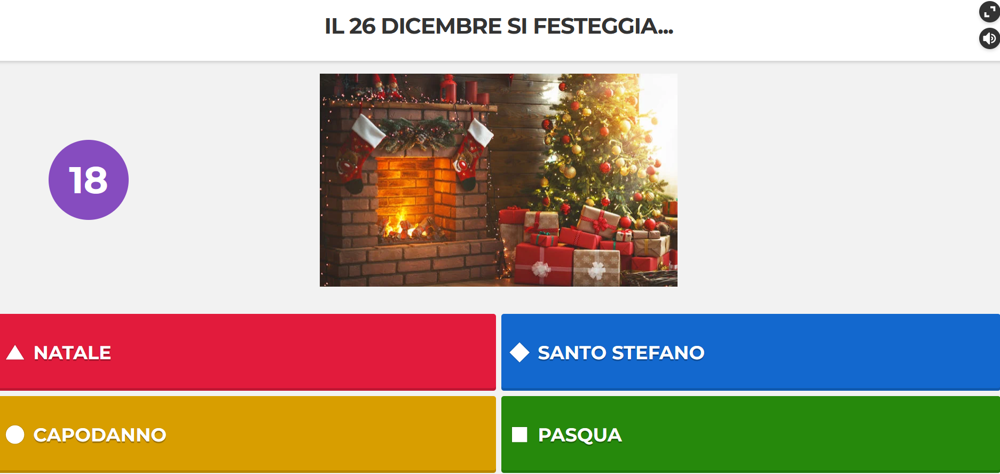 IL 26 DICEMBRE SI FESTEGGIA...
18
NATALE
SANTO STEFANO
CAPODANNO
PASQUA